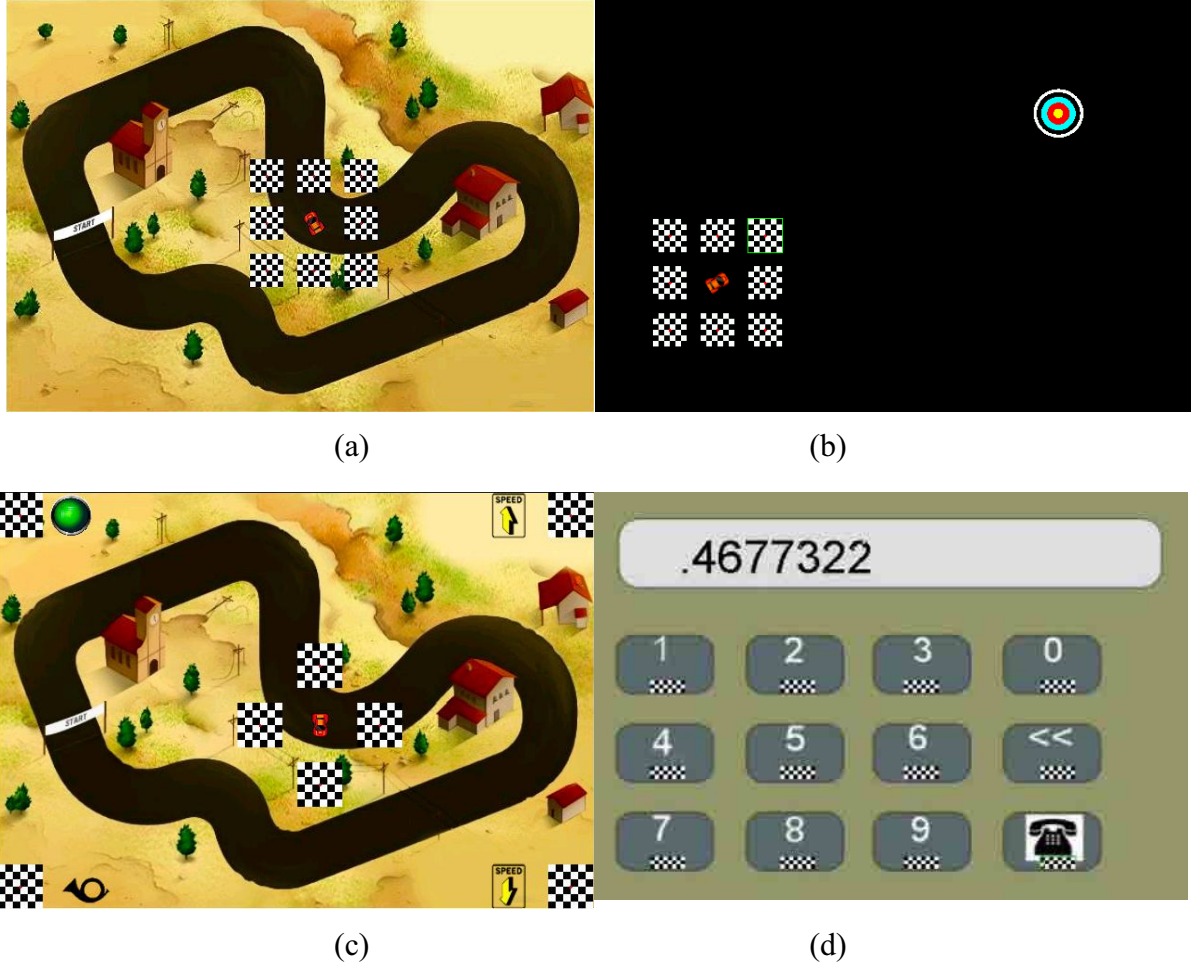 START
(a)
(b)
SPEED
START
SPEED
(c)
.4677322
1 2 3 0
4 5 6 <<
7 8 9
(d)